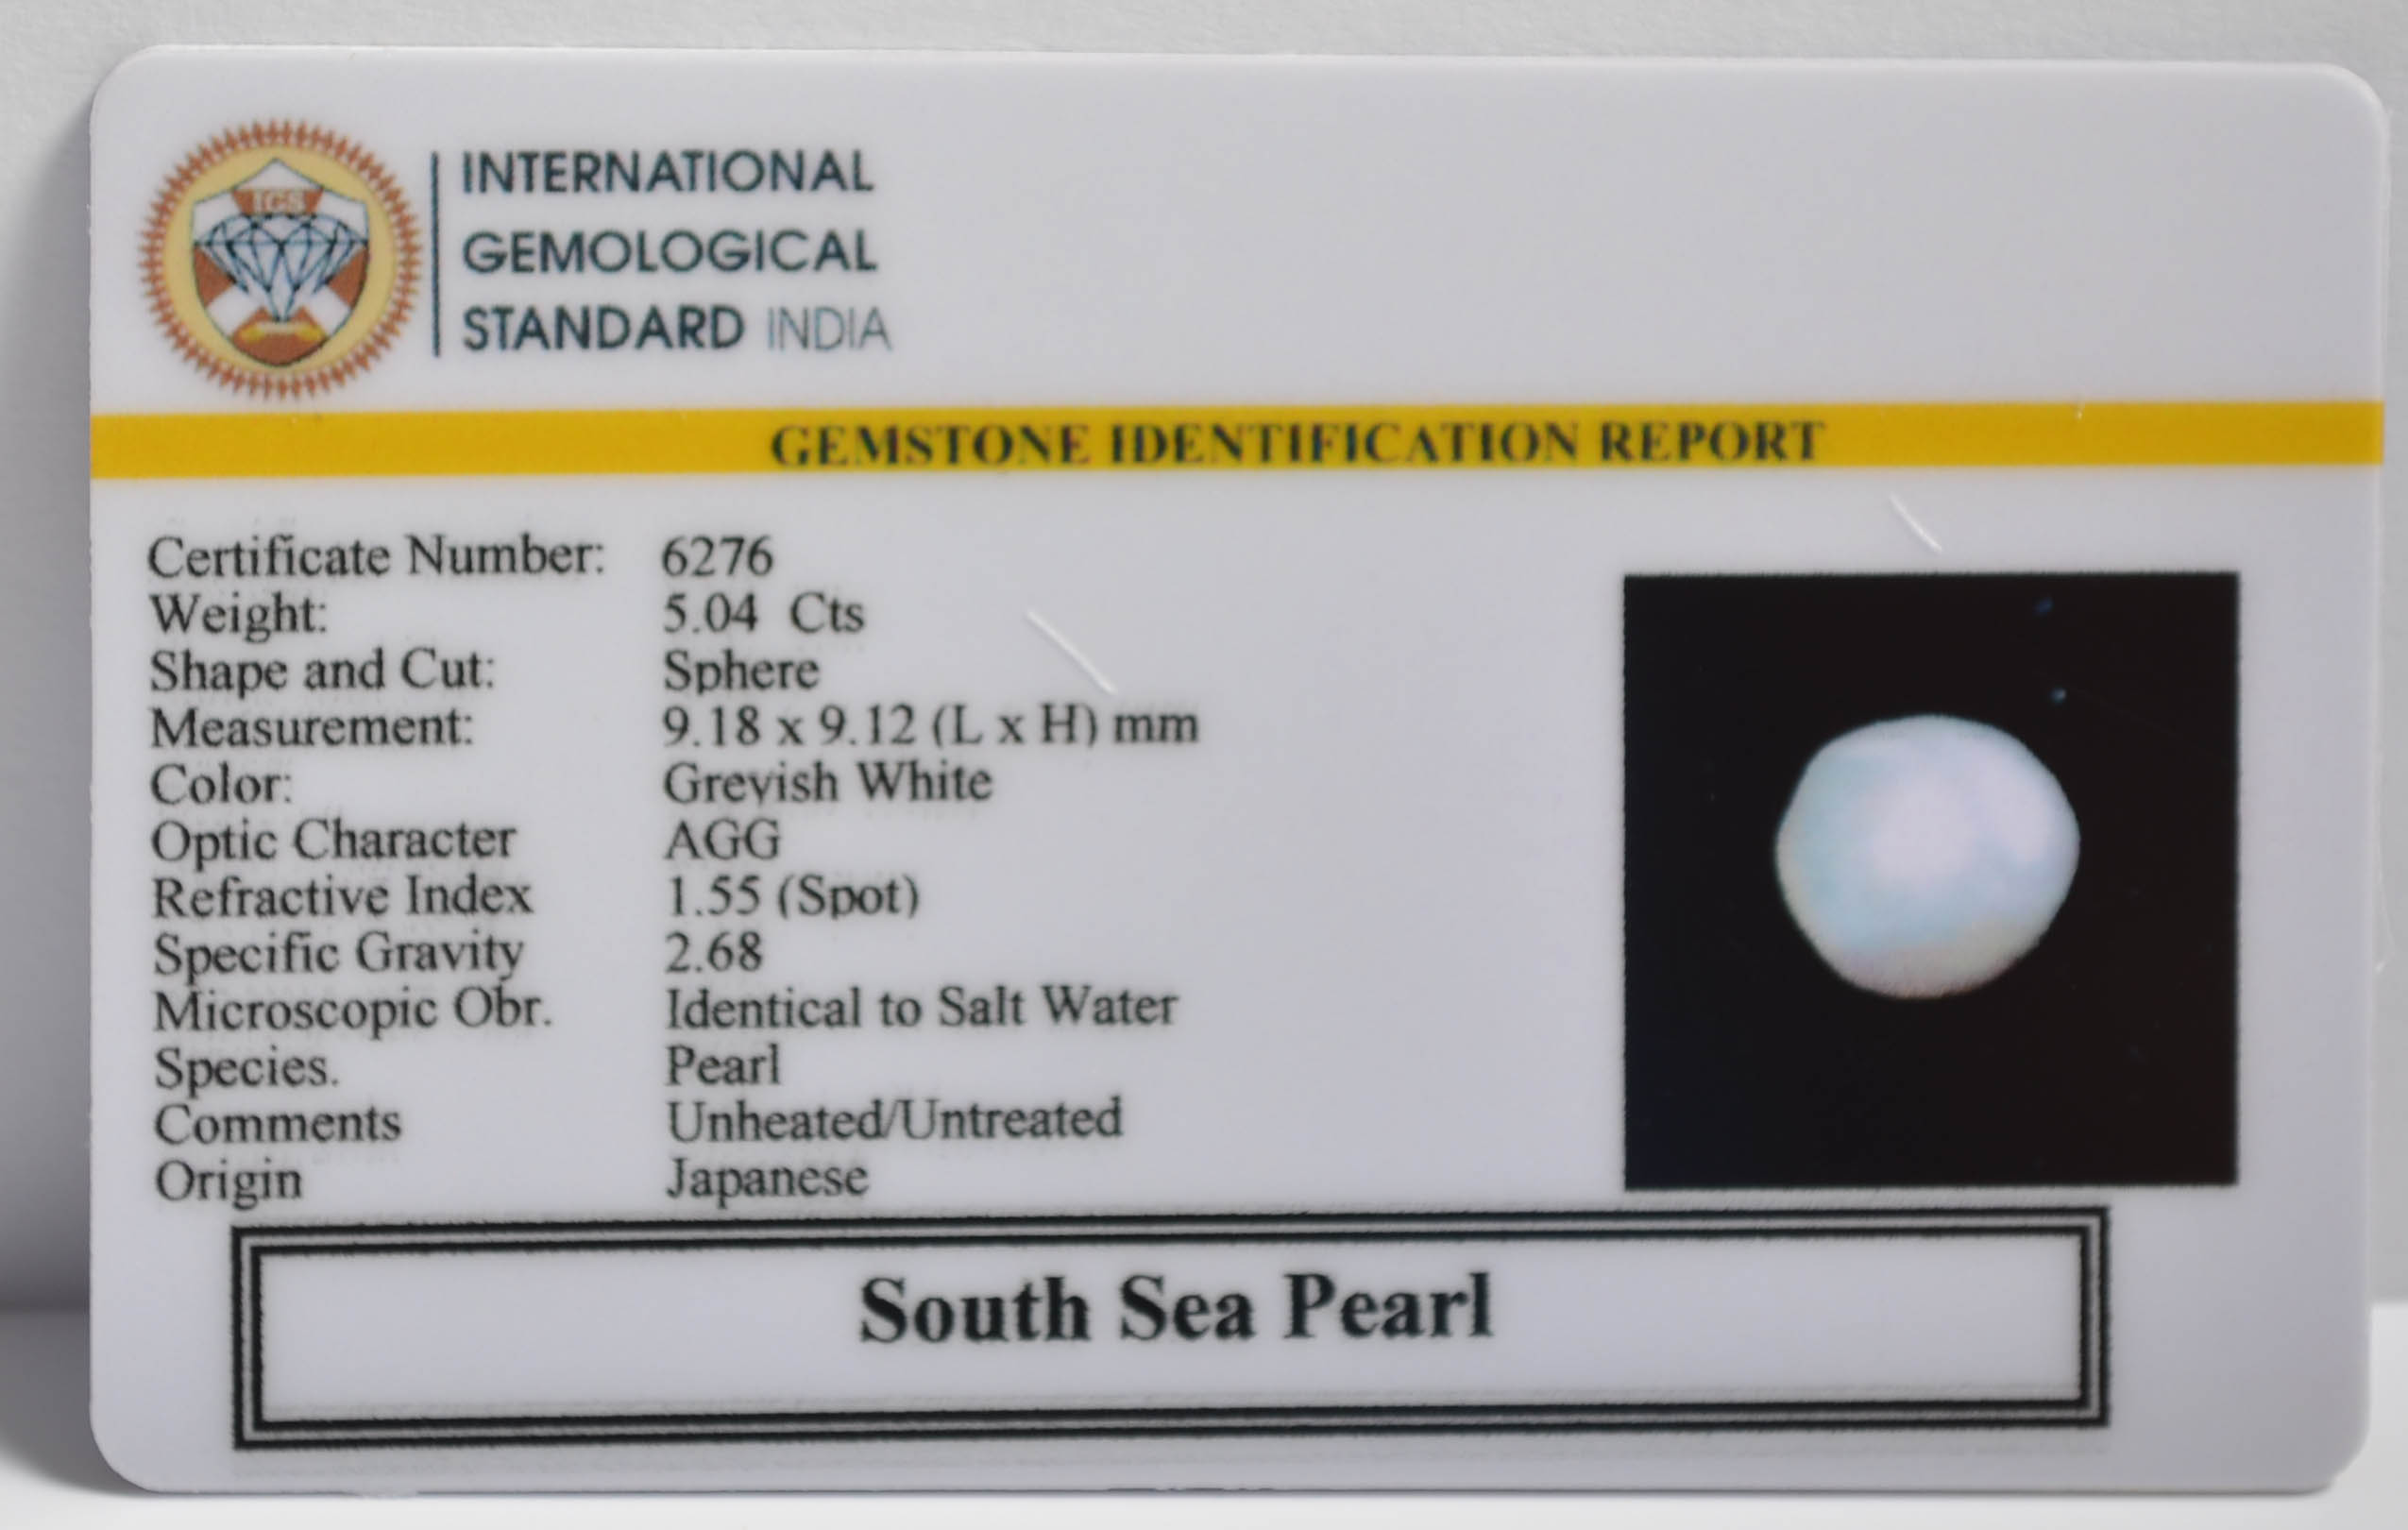 IGS
INTERNATIONAL
GEMOLOGICAL
STANDARD INDIA
GEMSTONE IDENTIFICATION REPORT
Certificate Number: 6276
Weight: 5.04 Cts
Shape and Cut: Sphere
Measurement: 9.18 x 9.12 (L x H) mm
Color: Greyish White
Optic Character AGG
Refractive Index 1.55 (Spot)
Specific Gravity 2.68
Microscopic Obr. Identical to Salt Water
Species. Pearl
Comments Unheated/Untreated
Origin Japanese
South Sea Pearl